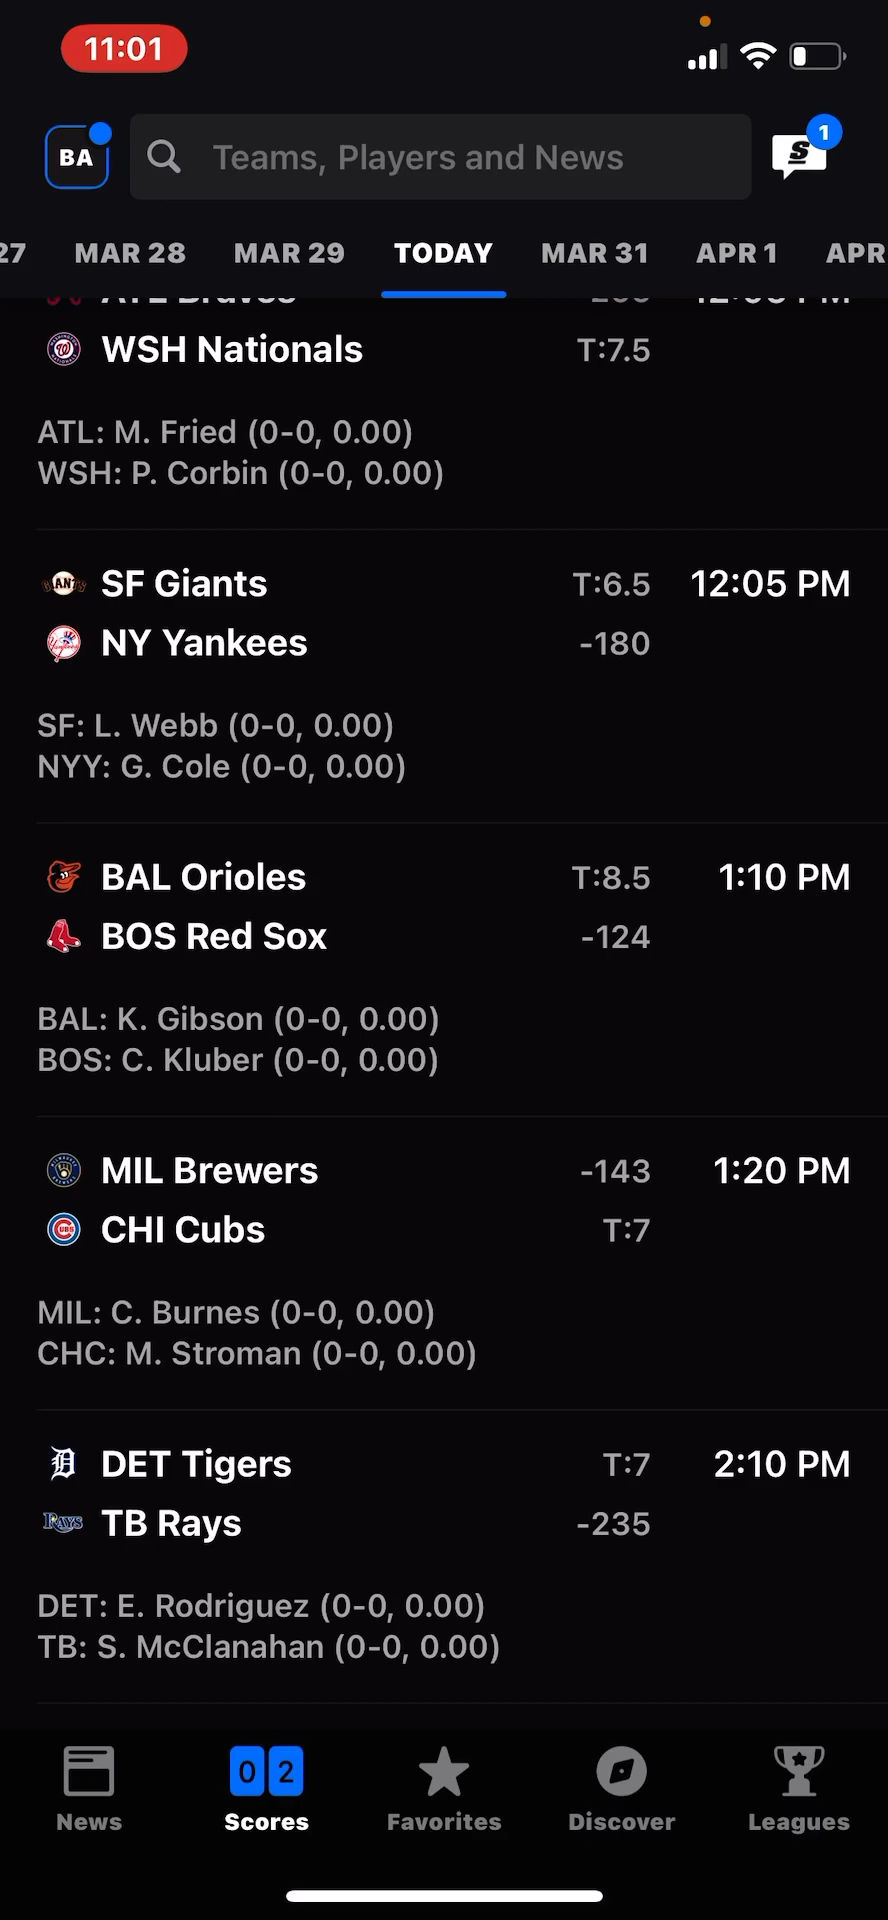 11:01
BA
Teams, Players and News
1
27 MAR 28 MAR 29 TODAY MAR 31 APR 1 APR
WSH Nationals T:7.5
ATL: M. Fried (0-0, 0.00)
WSH: P. Corbin (0-0, 0.00)
SF Giants T:6.5 12:05 PM
NY Yankees -180
SF: L. Webb (0-0, 0.00)
NYY: G. Cole (0-0, 0.00)
BAL Orioles T:8.5 1:10 PM
BOS Red Sox -124
BAL: K. Gibson (0-0, 0.00)
BOS: C. Kluber (0-0, 0.00)
MIL Brewers -143 1:20 PM
CHI Cubs T:7
MIL: C. Burnes (0-0, 0.00)
CHC: M. Stroman (0-0, 0.00)
DET Tigers T:7 2:10 PM
TB Rays -235
DET: E. Rodriguez (0-0, 0.00)
TB: S. McClanahan (0-0, 0.00)
0 2
News Scores Favorites Discover Leagues